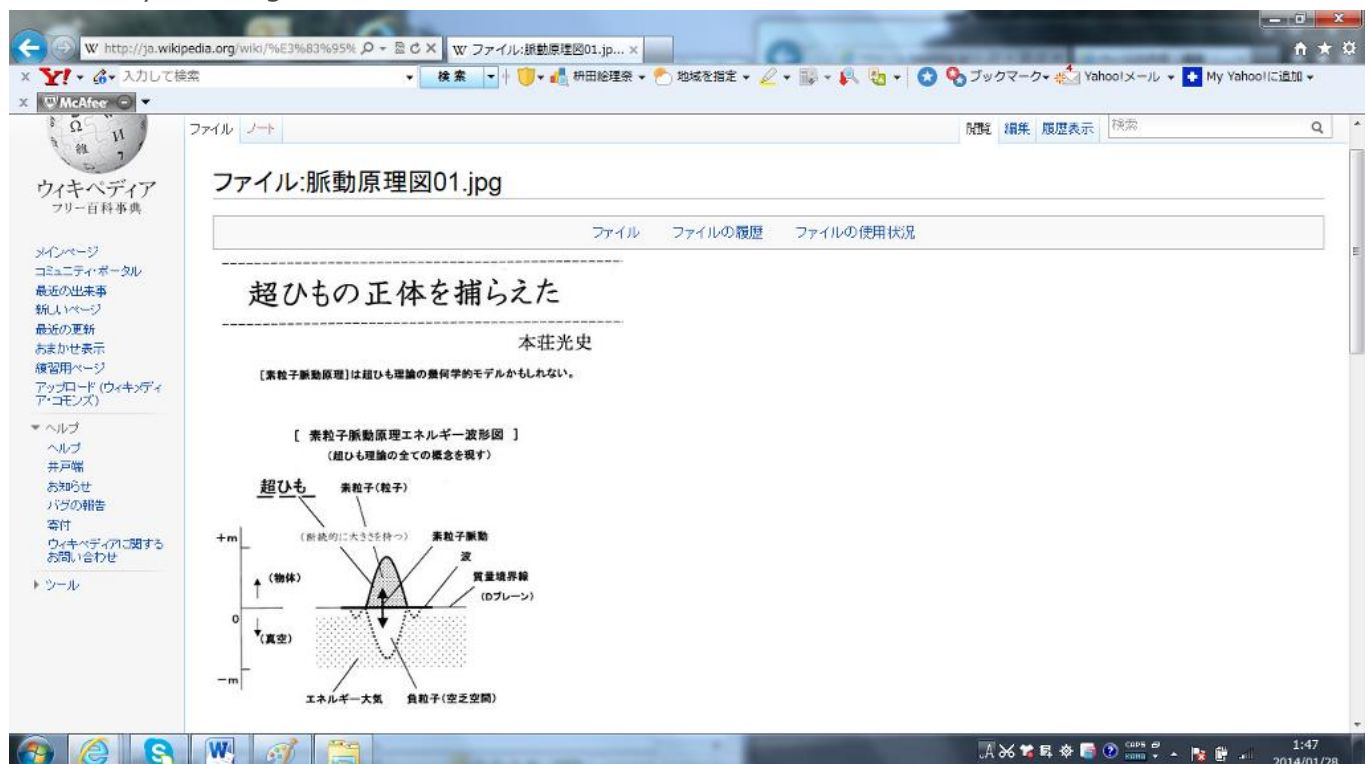 http://ja.wikipedia.org/wiki/%E3%83%95%
ファイル:脈動原理図01.jp...
Y! 入力して検索
検索
枡田絵理奈
地域を指定
ブックマーク
Yahoo!メール
My Yahoo!に追加
McAfee
ファイル ノート
閲覧 編集 履歴表示 検索
ウィキペディア
フリー百科事典
メインページ
コミュニティ・ポータル
最近の出来事
新しいページ
最近の更新
おまかせ表示
練習用ページ
アップロード (ウィキメディ
ア・コモンズ)
ヘルプ
ヘルプ
井戸端
お知らせ
バグの報告
寄付
ウィキペディアに関する
お問い合わせ
ツール
ファイル:脈動原理図01.jpg
ファイル ファイルの履歴 ファイルの使用状況
超ひもの正体を捕らえた
本荘光史
[素粒子脈動原理]は超ひも理論の幾何学的モデルかもしれない。
[ 素粒子脈動原理エネルギー波形図 ]
(超ひも理論の全ての概念を現す)
超ひも 素粒子(粒子)
+m (断続的に大きさを持つ) 素粒子脈動
波
(物体) 質量境界線
(Dブレーン)
0
(真空)
−m
エネルギー大気 負粒子(空乏空間)
CAPS
KANA
1:47
2014/01/28